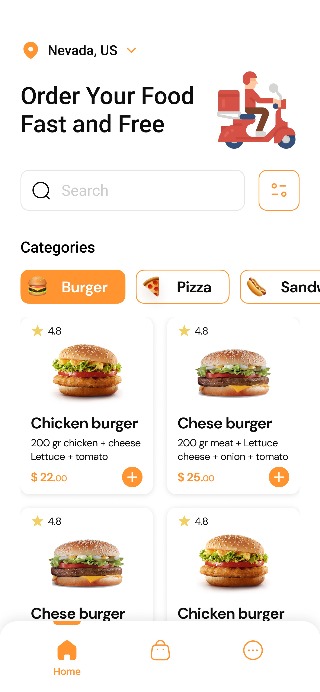 Nevada, US
Order Your Food
Fast and Free
Search
Categories
Burger
Pizza
Sandw
4.8
4.8
Chicken burger
Chese burger
200 gr chicken + cheese
Lettuce + tomato
200 gr meat + Lettuce
cheese + onion + tomato
$ 22.00
$ 25.00
4.8
4.8
Chese burger
Chicken burger
Home